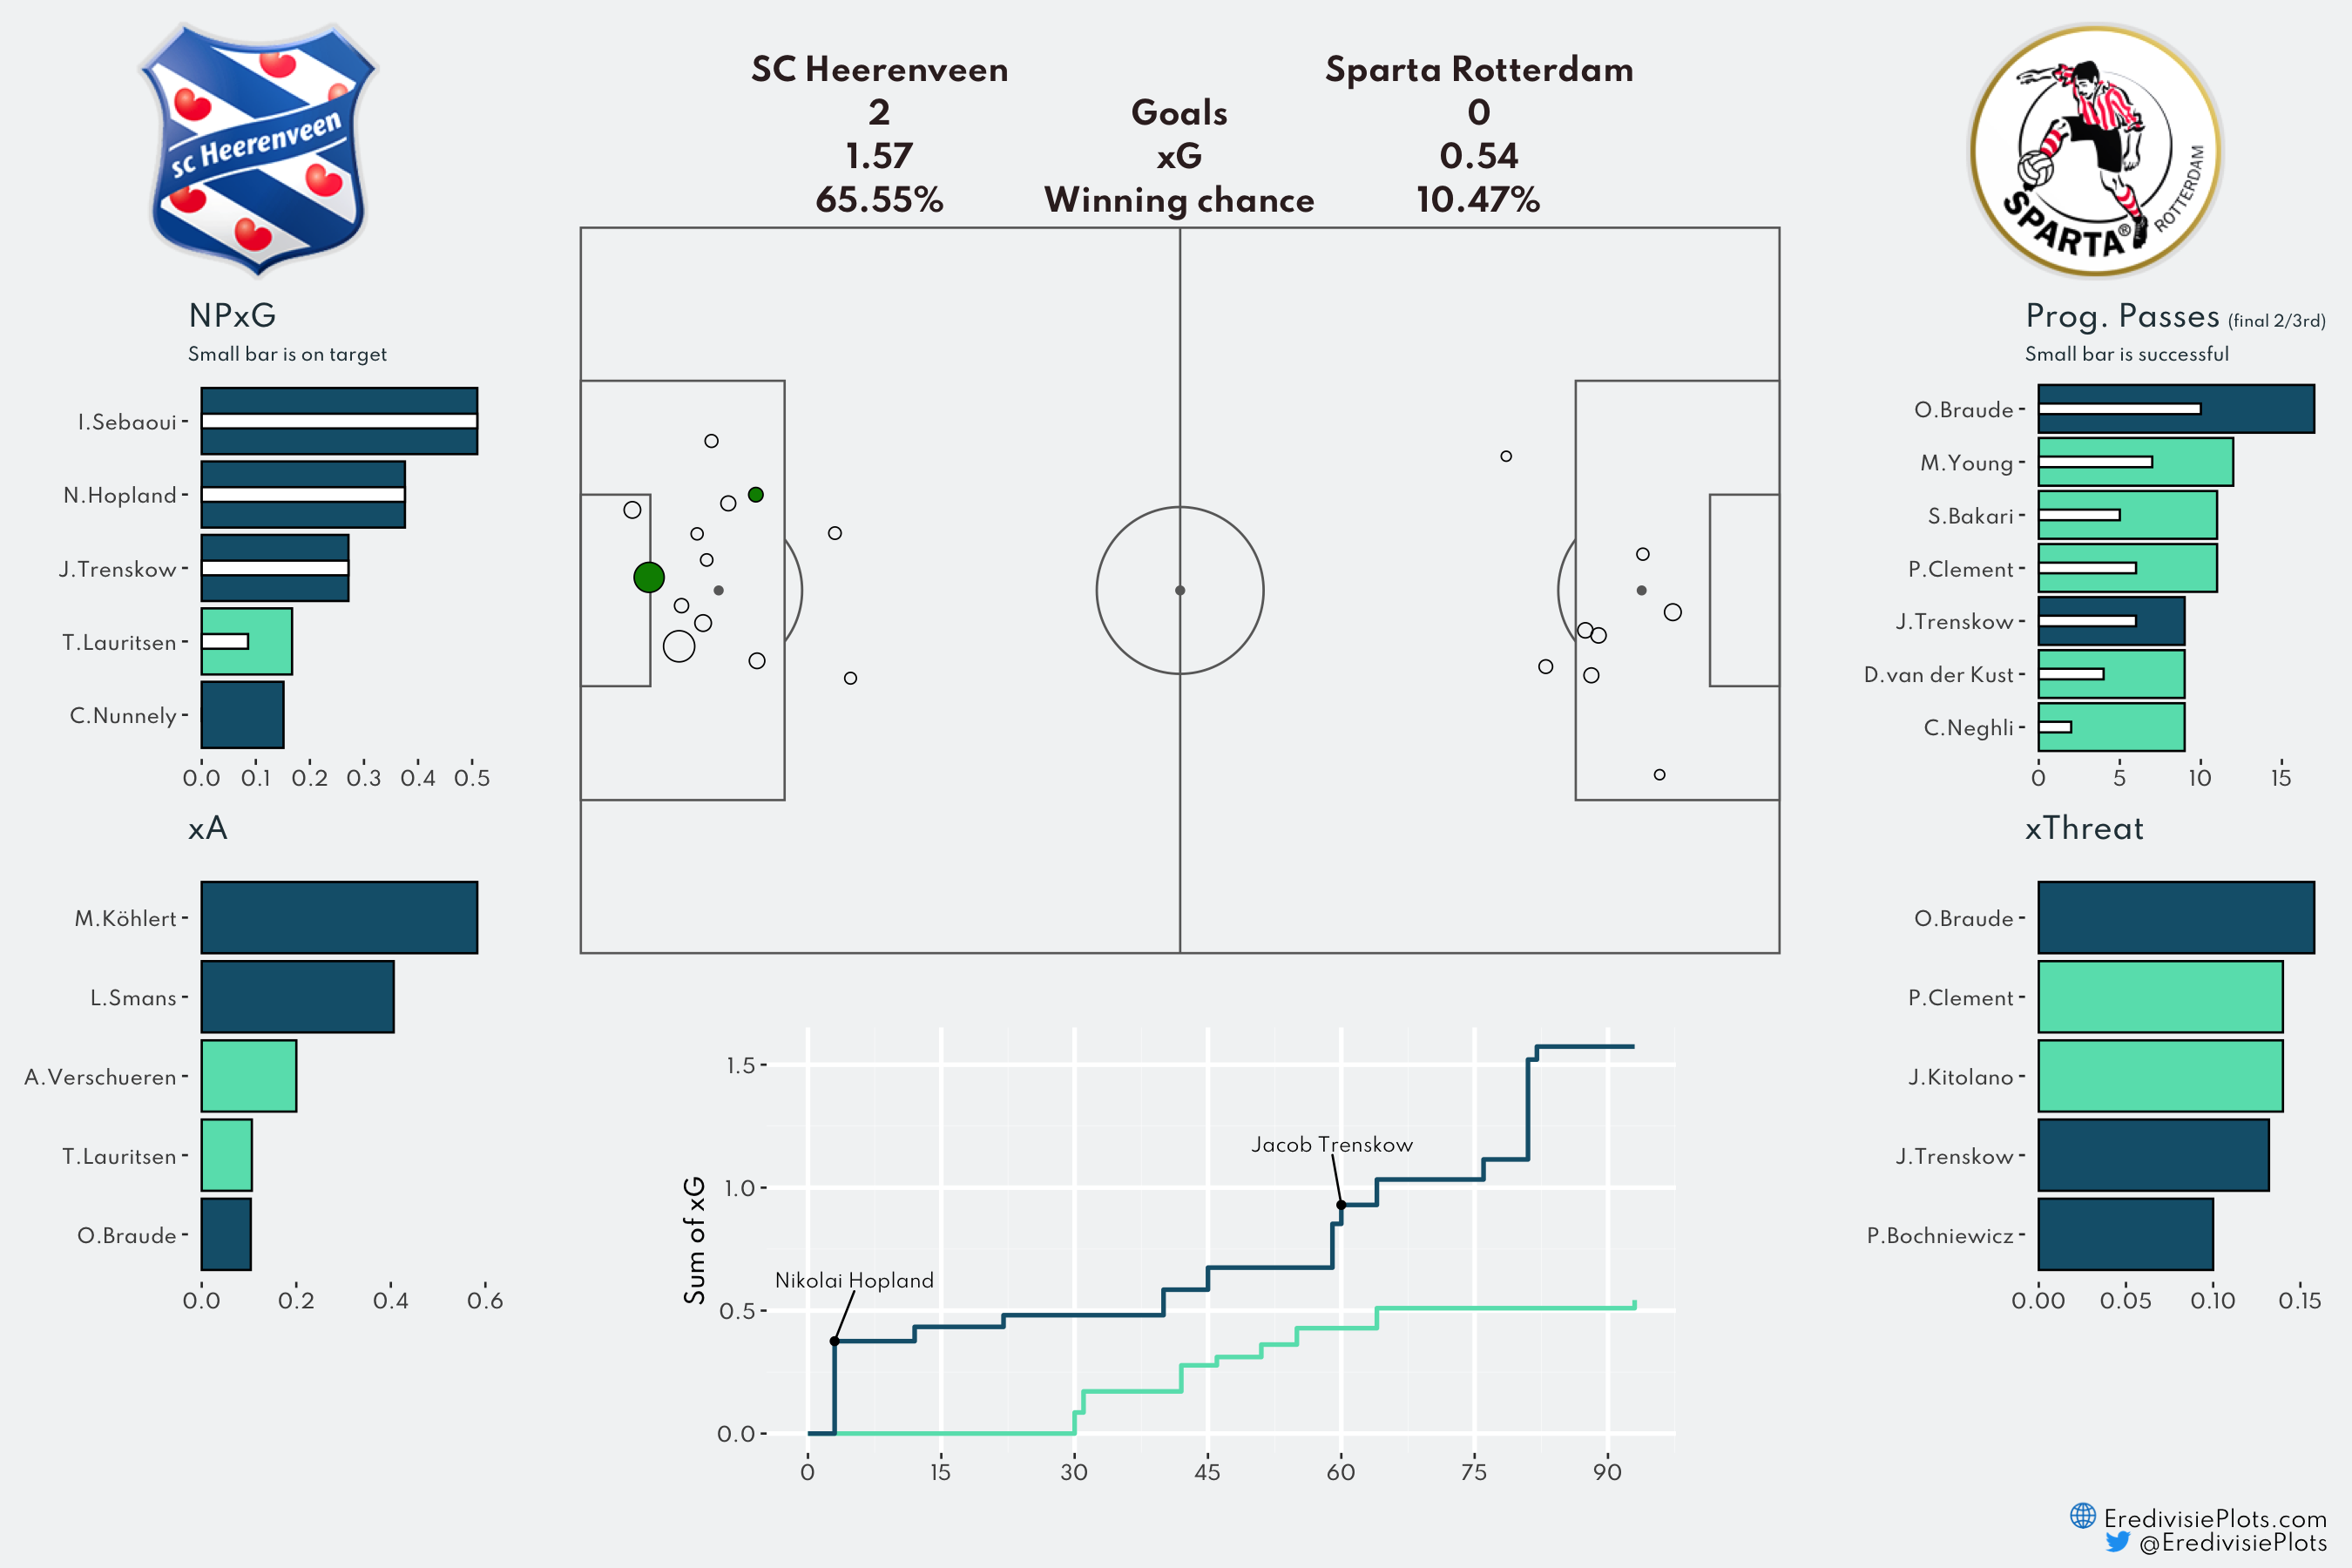 sc Heerenveen
SC Heerenveen
Sparta Rotterdam
2 Goals 0
1.57 xG 0.54
65.55% Winning chance 10.47%
SPARTA®
ROTTERDAM
NPxG
Small bar is on target
I.Sebaoui
N.Hopland
J.Trenskow
T.Lauritsen
C.Nunnely
0.0 0.1 0.2 0.3 0.4 0.5
xA
M.Köhlert
L.Smans
A.Verschueren
T.Lauritsen
O.Braude
0.0 0.2 0.4 0.6
Sum of xG
1.5
1.0
0.5
0.0
Jacob Trenskow
Nikolai Hopland
0 15 30 45 60 75 90
Prog. Passes (final 2/3rd)
Small bar is successful
O.Braude
M.Young
S.Bakari
P.Clement
J.Trenskow
D.van der Kust
C.Neghli
0 5 10 15
xThreat
O.Braude
P.Clement
J.Kitolano
J.Trenskow
P.Bochniewicz
0.00 0.05 0.10 0.15
EredivisiePlots.com
@EredivisiePlots